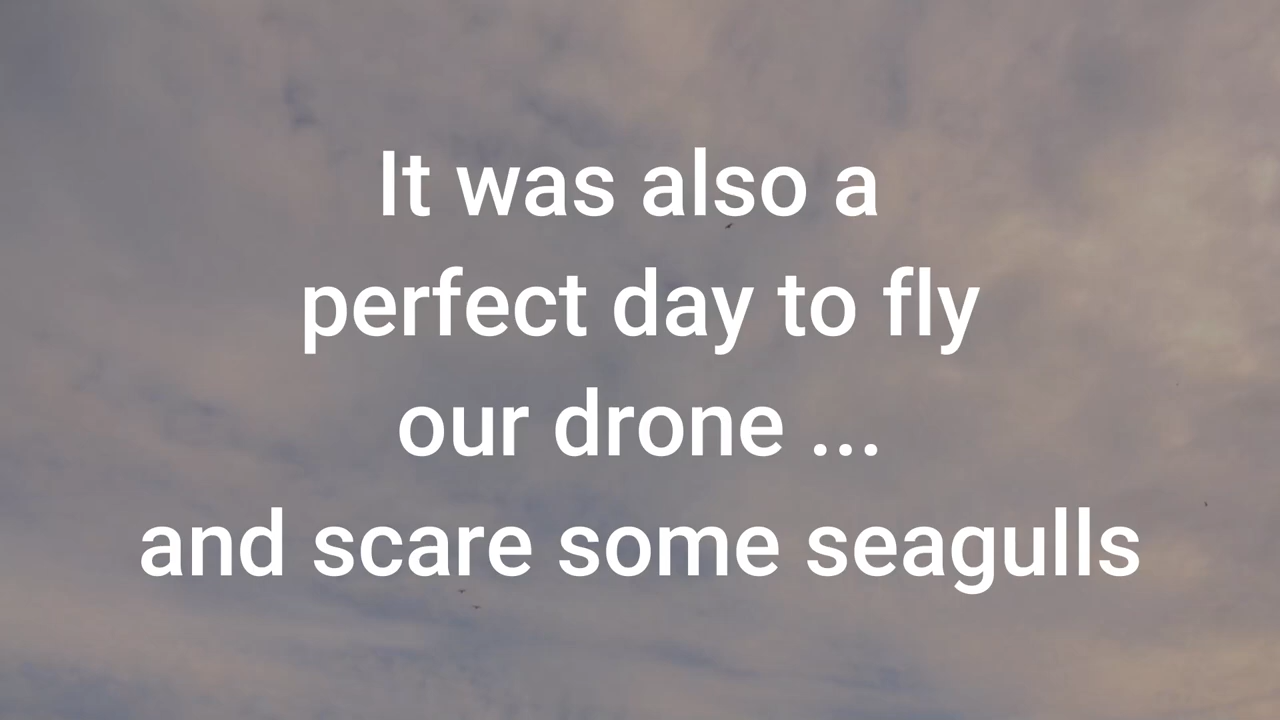 It was also a
perfect day to fly
our drone ...
and scare some seagulls